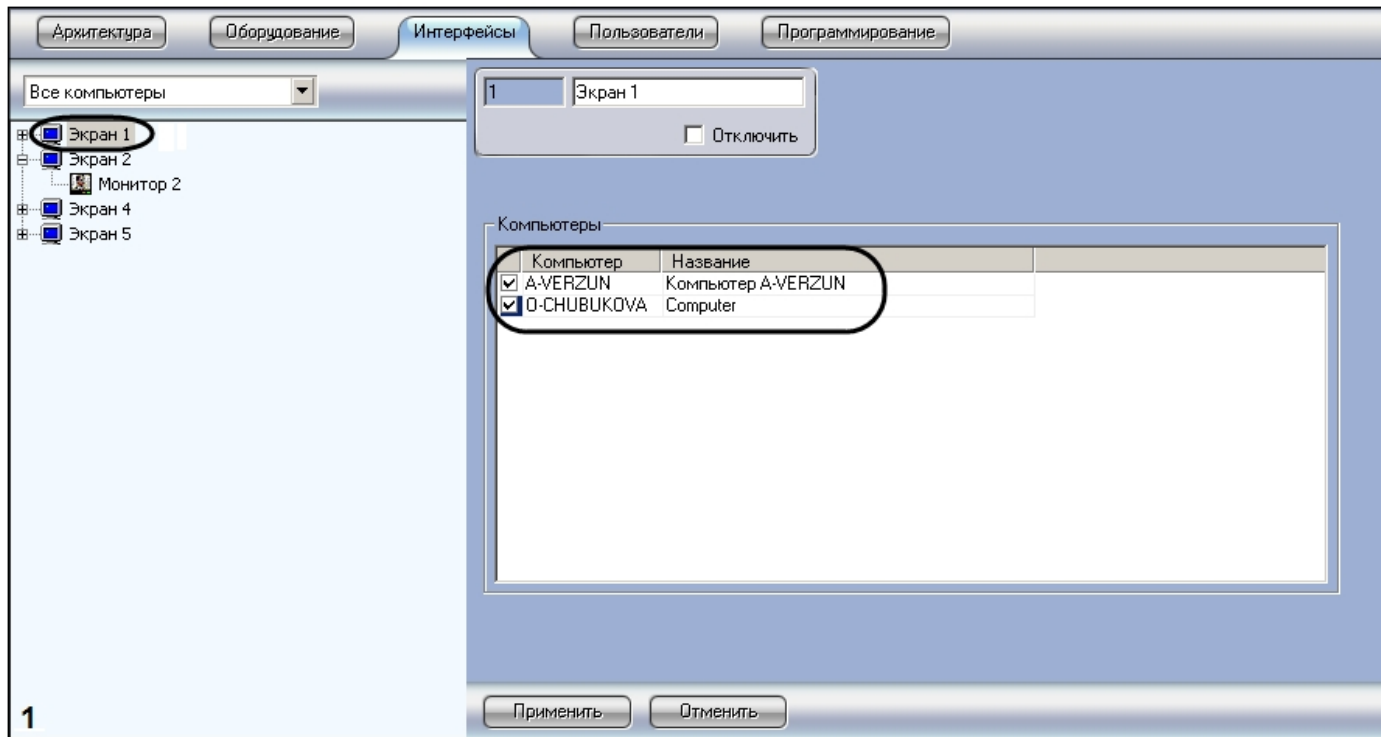 Архитектура Оборудование Интерфейсы Пользователи Программирование
Все компьютеры
Экран 1
Экран 2
Монитор 2
Экран 4
Экран 5
1 Экран 1
Отключить
Компьютеры
Компьютер Название
A-VERZUN Компьютер A-VERZUN
O-CHUBUKOVA Computer
Применить Отменить
1